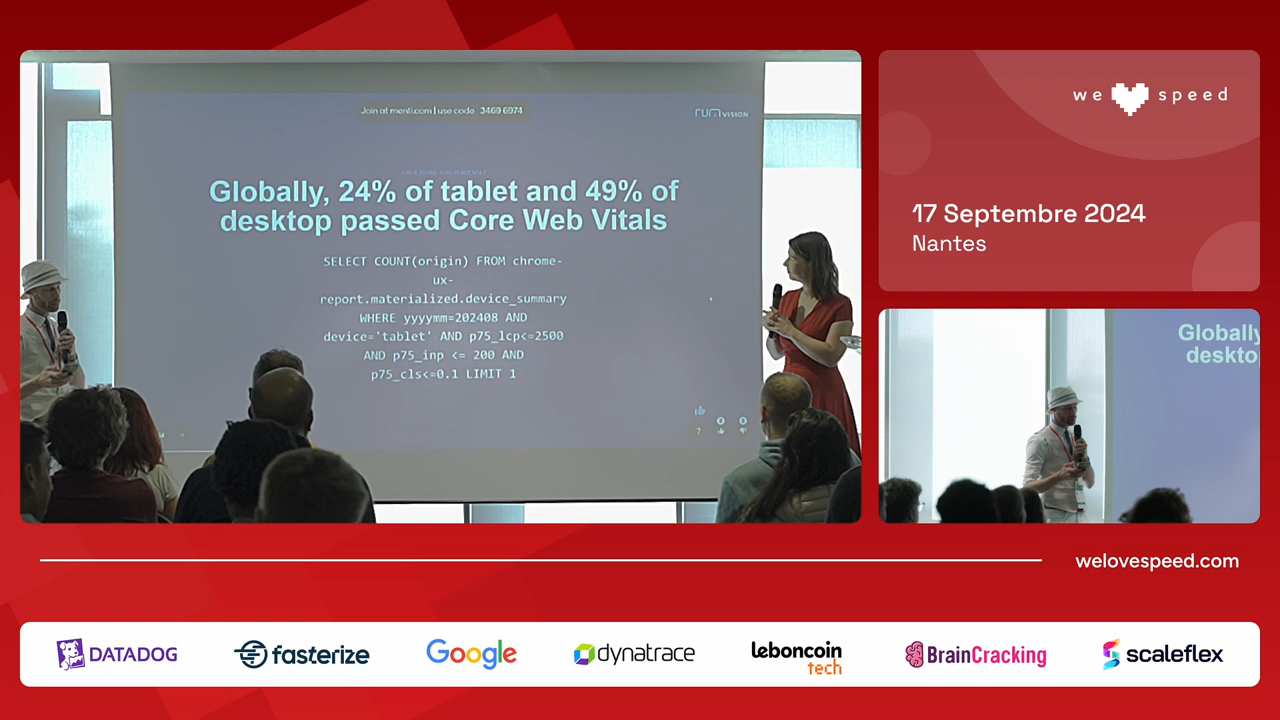 Join at menti.com | use code 3469 6974
rumvision
Globally, 24% of tablet and 49% of
desktop passed Core Web Vitals
SELECT COUNT(origin) FROM chrome-
ux-
report.materialized.device_summary
WHERE yyyymm=202408 AND
device='tablet' AND p75_lcp<=2500
AND p75_inp <= 200 AND
p75_cls<=0.1 LIMIT 1
we speed
17 Septembre 2024
Nantes
Globally
deskto
welovespeed.com
DATADOG
fasterize
Google
dynatrace
leboncoin
tech
BrainCracking
scaleflex